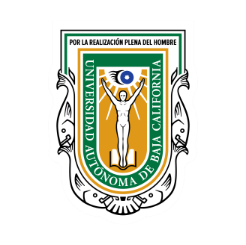 POR LA REALIZACIÓN PLENA DEL HOMBRE
UNIVERSIDAD AUTÓNOMA DE BAJA CALIFORNIA